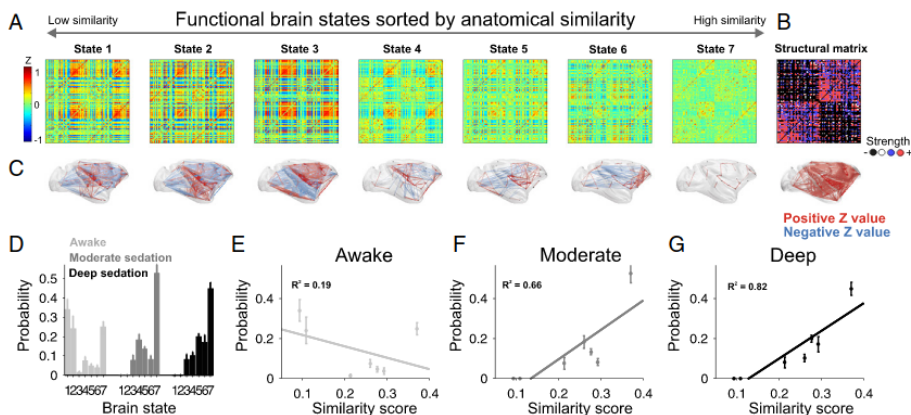 Functional brain states sorted by anatomical similarity
Low similarity
High similarity
A
State 1
State 2
State 3
State 4
State 5
State 6
State 7
B
Structural matrix
Z
1
0
-1
Strength
- +
C
Positive Z value
Negative Z value
D
Awake
Moderate sedation
Deep sedation
Probability
0.5
0.4
0.3
0.2
0.1
0
1234567 1234567 1234567
Brain state
E
Awake
R² = 0.19
Probability
0.4
0.2
0
0.1 0.2 0.3 0.4
Similarity score
F
Moderate
R² = 0.66
Probability
0.4
0.2
0
0.1 0.2 0.3 0.4
Similarity score
G
Deep
R² = 0.82
Probability
0.4
0.2
0
0.1 0.2 0.3 0.4
Similarity score